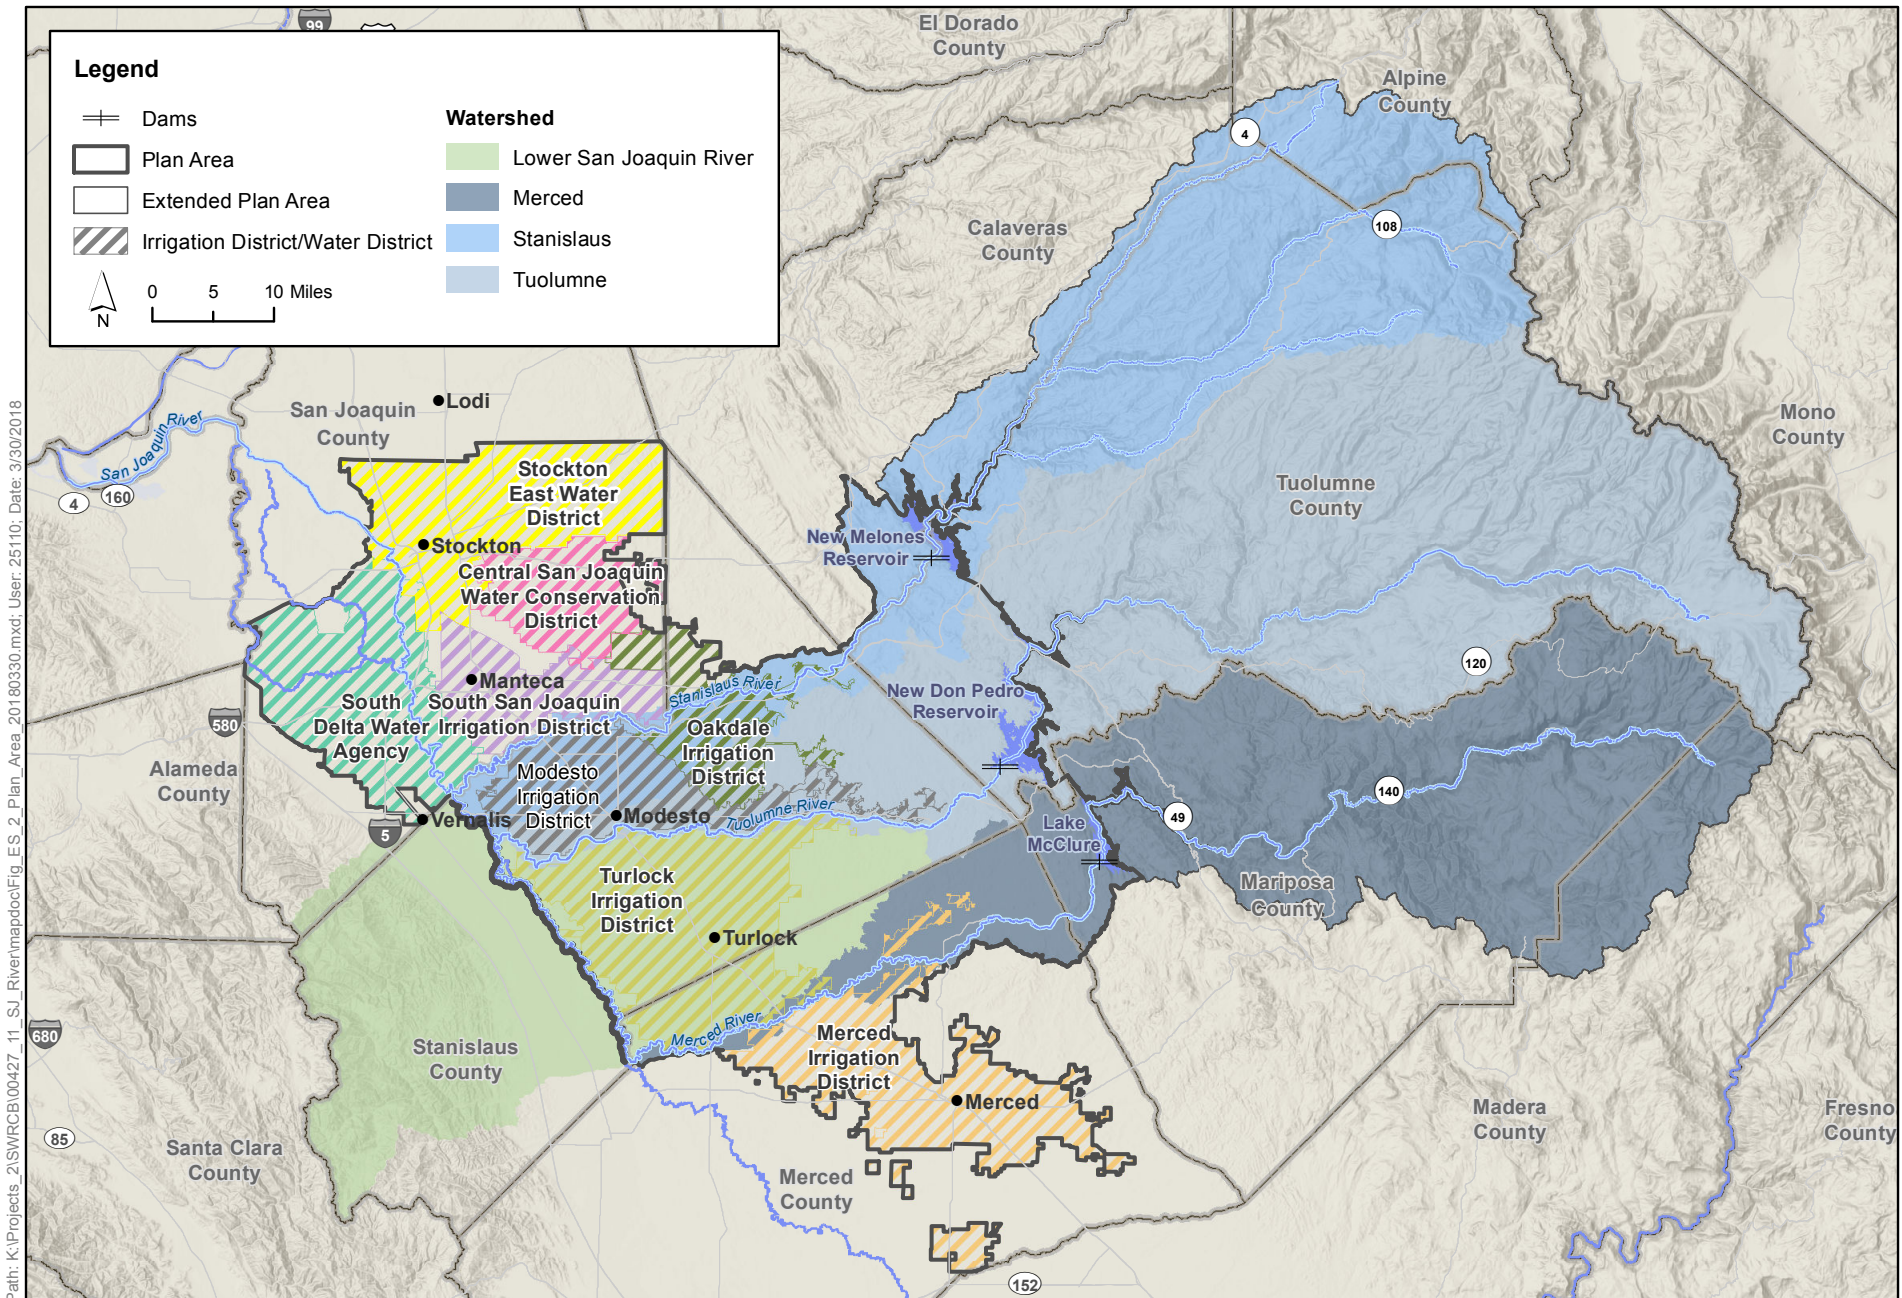 Path: K:\Projects_2\SWRCB\00427_11_SJ_River\mapdoc\Fig_ES_2_Plan_Area_20180330.mxd; User: 25110; Date: 3/30/2018
99
Legend
Dams
Plan Area
Extended Plan Area
Irrigation District/Water District
N
0 5 10 Miles
Watershed
Lower San Joaquin River
Merced
Stanislaus
Tuolumne
El Dorado
County
Alpine
County
4
108
Calaveras
County
Mono
County
San Joaquin
County
Lodi
San Joaquin River
4
160
Stockton
East Water
District
Stockton
Central San Joaquin
Water Conservation
District
New Melones
Reservoir
Tuolumne
County
120
Manteca
South San Joaquin
Irrigation District
South
Delta Water
Agency
Stanislaus River
New Don Pedro
Reservoir
580
Oakdale
Irrigation
District
Alameda
County
Modesto
Irrigation
District
Modesto
Tuolumne River
Vernalis
5
140
49
Lake
McClure
Turlock
Irrigation
District
Mariposa
County
Turlock
680
Stanislaus
County
Merced River
Merced
Irrigation
District
Merced
Madera
County
Fresno
County
85
Santa Clara
County
Merced
County
152